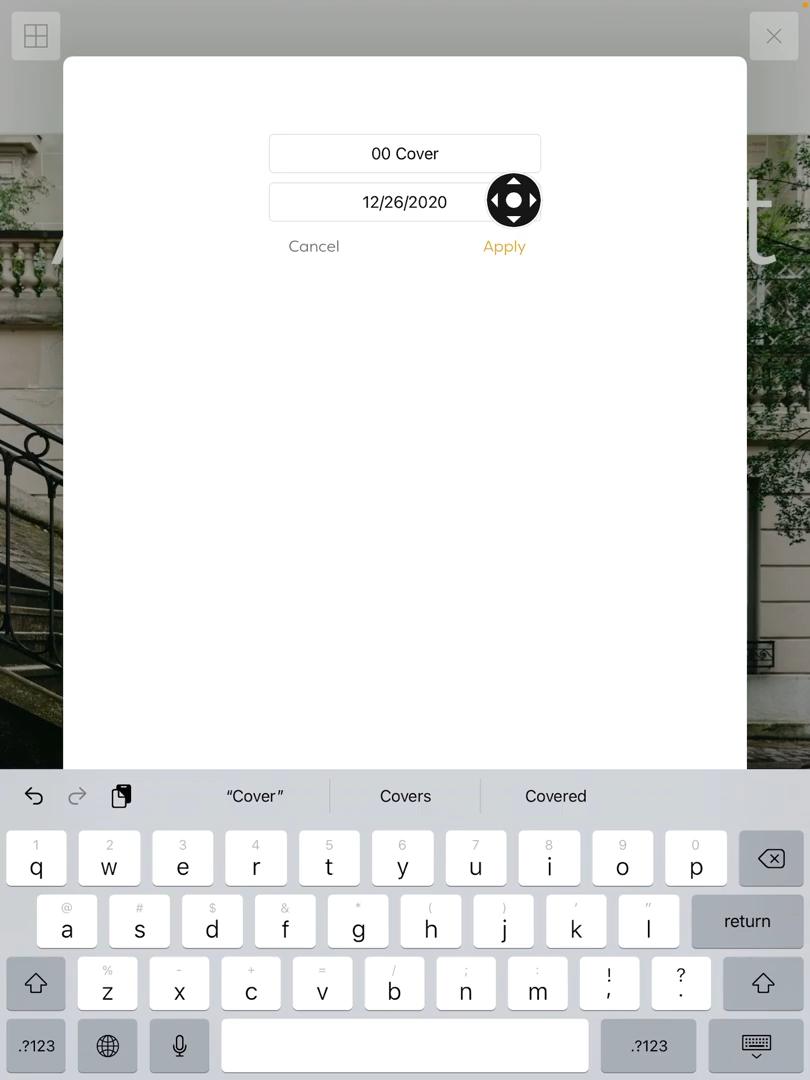 00 Cover
12/26/2020
Cancel
Apply
t
“Cover”
Covers
Covered
1 2 3 4 5 6 7 8 9 0
q w e r t y u i o p
@ # $ & * ( ) ' "
a s d f g h j k l
return
% - + = / ; : ! ?
z x c v b n m , .
.?123
.?123